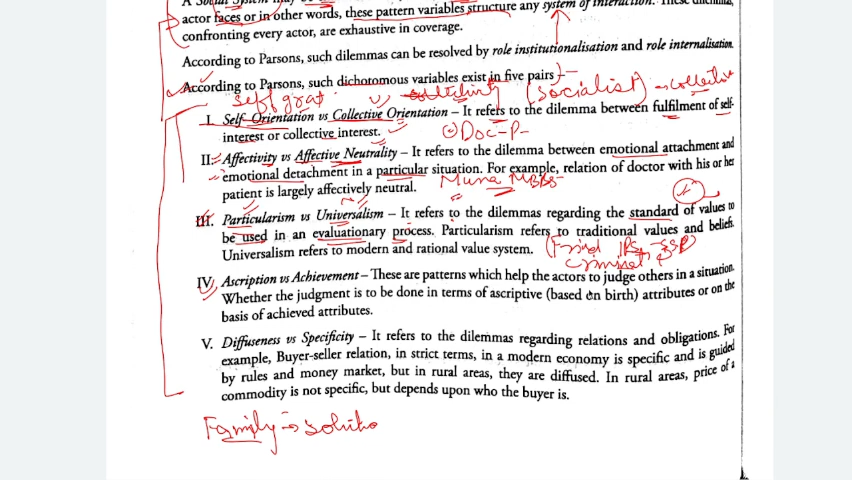 A Social System may be
actor faces or in other words, these pattern variables structure any system of interaction. These dilemma,
confronting every actor, are exhaustive in coverage.
According to Parsons, such dilemmas can be resolved by role institutionalisation and role internalisation.
According to Parsons, such dichotomous variables exist in five pairs –
self grat (socialist) →
I. Self-Orientation vs Collective Orientation – It refers to the dilemma between fulfilment of self-
interest or collective interest.
Doc-P-
II. Affectivity vs Affective Neutrality – It refers to the dilemma between emotional attachment and
emotional detachment in a particular situation. For example, relation of doctor with his or her
Muna MBBS
patient is largely affectively neutral.
III. Particularism vs Universalism – It refers to the dilemmas regarding the standard of values to
be used in an evaluationary process. Particularism refers to traditional values and beliefs.
Universalism refers to modern and rational value system.
IV. Ascription vs Achievement – These are patterns which help the actors to judge others in a situation.
Whether the judgment is to be done in terms of ascriptive (based on birth) attributes or on the
basis of achieved attributes.
V. Diffuseness vs Specificity – It refers to the dilemmas regarding relations and obligations. For
example, Buyer-seller relation, in strict terms, in a modern economy is specific and is guided
by rules and money market, but in rural areas, they are diffused. In rural areas, price of a
commodity is not specific, but depends upon who the buyer is.
Family →